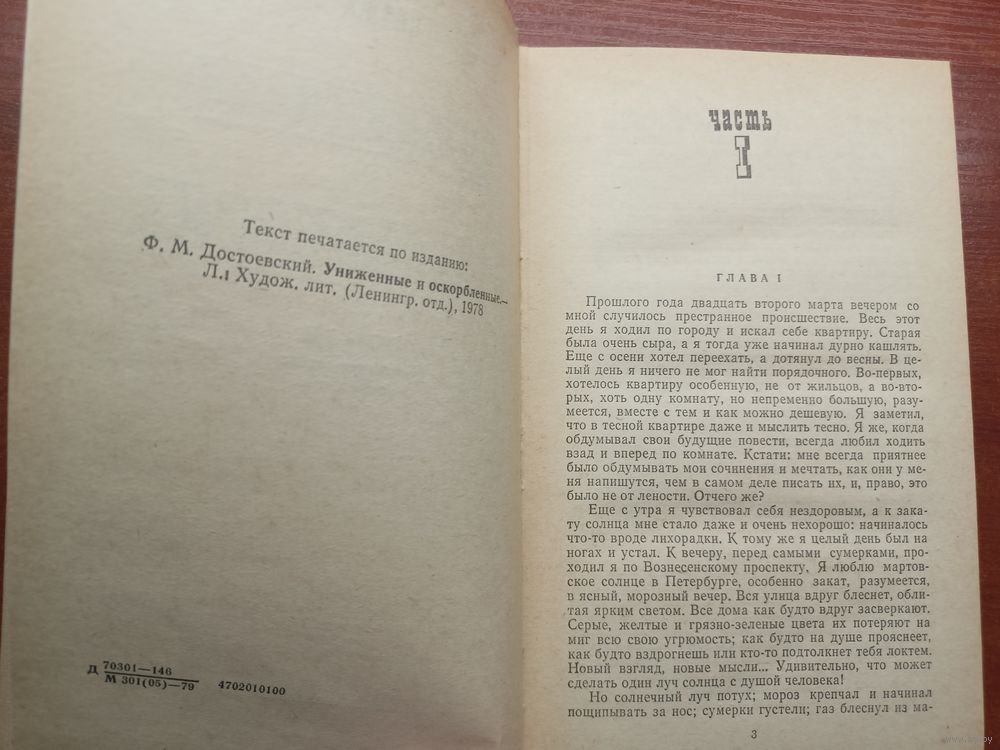 Текст печатается по изданию:
Ф. М. Достоевский. Униженные и оскорбленные.—
Л.: Худож. лит. (Ленингр. отд.), 1978
Д 70301—146
М 301(05)—79 4702010100
часть
I
ГЛАВА I
Прошлого года двадцать второго марта вечером со
мной случилось престранное происшествие. Весь этот
день я ходил по городу и искал себе квартиру. Старая
была очень сыра, а я тогда уже начинал дурно кашлять.
Еще с осени хотел переехать, а дотянул до весны. В це-
лый день я ничего не мог найти порядочного. Во-первых,
хотелось квартиру особенную, не от жильцов, а во-вто-
рых, хоть одну комнату, но непременно большую, разу-
меется, вместе с тем и как можно дешевую. Я заметил,
что в тесной квартире даже и мыслить тесно. Я же, когда
обдумывал свои будущие повести, всегда любил ходить
взад и вперед по комнате. Кстати: мне всегда приятнее
было обдумывать мои сочинения и мечтать, как они у ме-
ня напишутся, чем в самом деле писать их, и, право, это
было не от лености. Отчего же?
Еще с утра я чувствовал себя нездоровым, а к зака-
ту солнца мне стало даже и очень нехорошо: начиналось
что-то вроде лихорадки. К тому же я целый день был на
ногах и устал. К вечеру, перед самыми сумерками, про-
ходил я по Вознесенскому проспекту. Я люблю мартов-
ское солнце в Петербурге, особенно закат, разумеется,
в ясный, морозный вечер. Вся улица вдруг блеснет, обли-
тая ярким светом. Все дома как будто вдруг засверкают.
Серые, желтые и грязно-зеленые цвета их потеряют на
миг всю свою угрюмость; как будто на душе прояснеет,
как будто вздрогнешь или кто-то подтолкнет тебя локтем.
Новый взгляд, новые мысли... Удивительно, что может
сделать один луч солнца с душой человека!
Но солнечный луч потух; мороз крепчал и начинал
пощипывать за нос; сумерки густели; газ блеснул из ма-
3